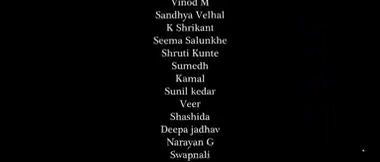 Vinod M
Sandhya Velhal
K Shrikant
Seema Salunkhe
Shruti Kunte
Sumedh
Kamal
Sunil kedar
Veer
Shashida
Deepa jadhav
Narayan G
Swapnali